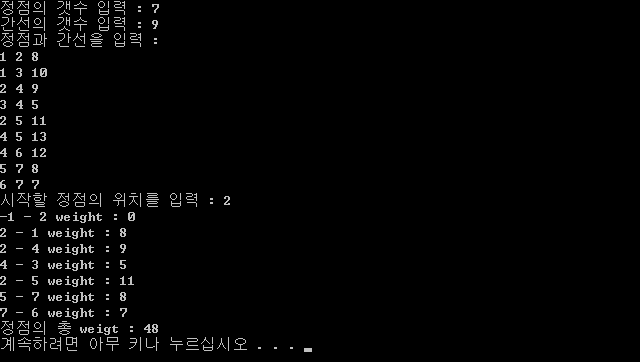 정점의 갯수 입력 : 7
간선의 갯수 입력 : 9
정점과 간선을 입력 :
1 2 8
1 3 10
2 4 9
3 4 5
2 5 11
4 5 13
4 6 12
5 7 8
6 7 7
시작할 정점의 위치를 입력 : 2
-1 - 2 weight : 0
2 - 1 weight : 8
2 - 4 weight : 9
4 - 3 weight : 5
2 - 5 weight : 11
5 - 7 weight : 8
7 - 6 weight : 7
정점의 총 weigt : 48
계속하려면 아무 키나 누르십시오 . . .